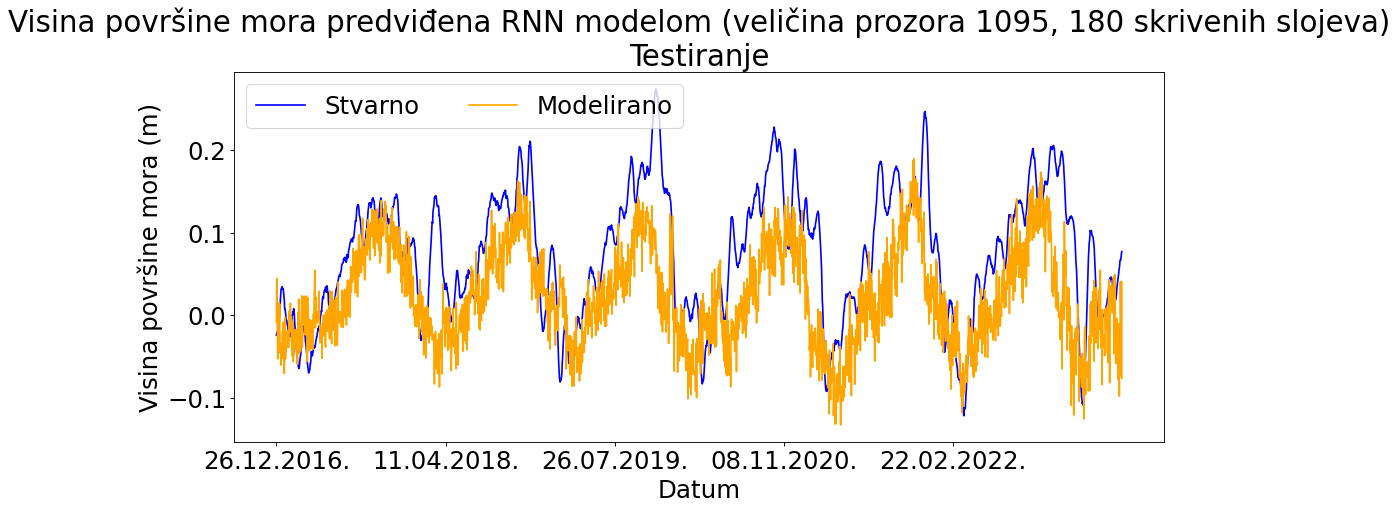 Visina površine mora predviđena RNN modelom (veličina prozora 1095, 180 skrivenih slojeva)
Testiranje
Stvarno Modelirano
Visina površine mora (m)
0.2
0.1
0.0
−0.1
26.12.2016. 11.04.2018. 26.07.2019. 08.11.2020. 22.02.2022.
Datum